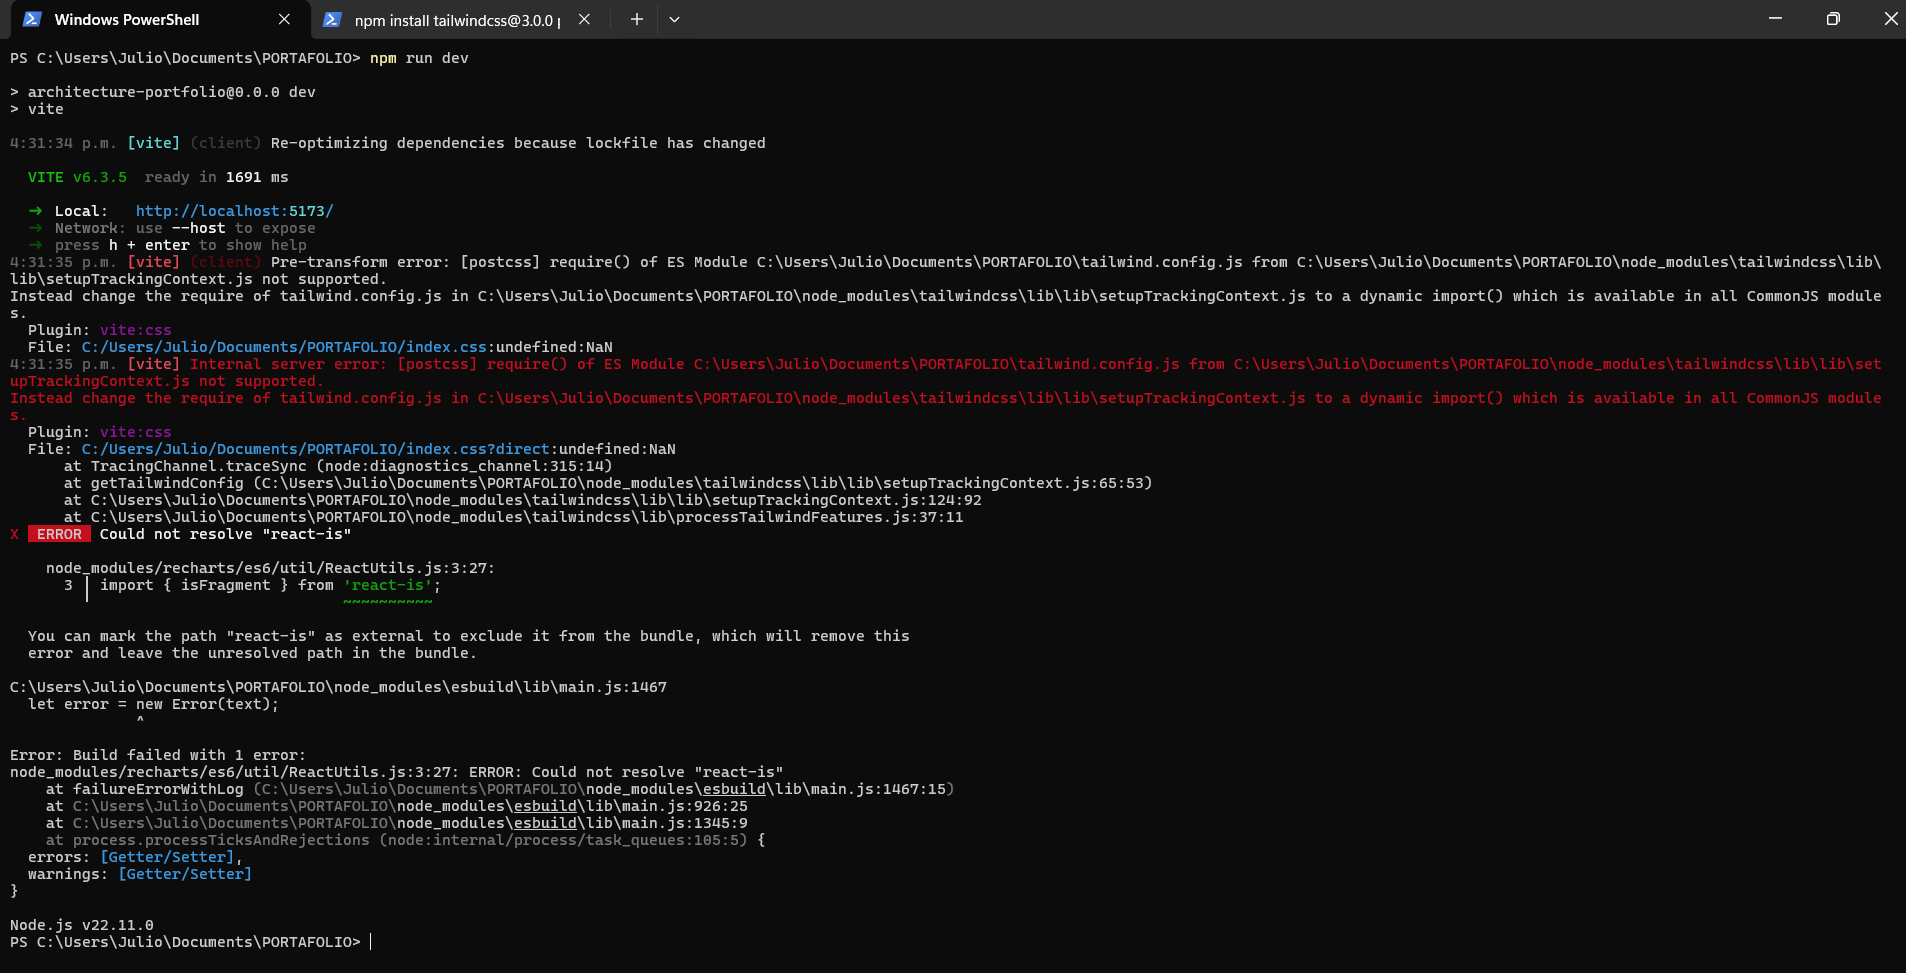 Windows PowerShell
npm install tailwindcss@3.0.0
PS C:\Users\Julio\Documents\PORTAFOLIO> npm run dev
> architecture-portfolio@0.0.0 dev
> vite
4:31:34 p.m. [vite] (client) Re-optimizing dependencies because lockfile has changed
VITE v6.3.5  ready in 1691 ms
➜  Local:   http://localhost:5173/
➜  Network: use --host to expose
➜  press h + enter to show help
4:31:35 p.m. [vite] (client) Pre-transform error: [postcss] require() of ES Module C:\Users\Julio\Documents\PORTAFOLIO\tailwind.config.js from C:\Users\Julio\Documents\PORTAFOLIO\node_modules\tailwindcss\lib\
lib\setupTrackingContext.js not supported.
Instead change the require of tailwind.config.js in C:\Users\Julio\Documents\PORTAFOLIO\node_modules\tailwindcss\lib\lib\setupTrackingContext.js to a dynamic import() which is available in all CommonJS module
s.
Plugin: vite:css
File: C:/Users/Julio/Documents/PORTAFOLIO/index.css:undefined:NaN
4:31:35 p.m. [vite] Internal server error: [postcss] require() of ES Module C:\Users\Julio\Documents\PORTAFOLIO\tailwind.config.js from C:\Users\Julio\Documents\PORTAFOLIO\node_modules\tailwindcss\lib\lib\set
upTrackingContext.js not supported.
Instead change the require of tailwind.config.js in C:\Users\Julio\Documents\PORTAFOLIO\node_modules\tailwindcss\lib\lib\setupTrackingContext.js to a dynamic import() which is available in all CommonJS module
s.
Plugin: vite:css
File: C:/Users/Julio/Documents/PORTAFOLIO/index.css?direct:undefined:NaN
at TracingChannel.traceSync (node:diagnostics_channel:315:14)
at getTailwindConfig (C:\Users\Julio\Documents\PORTAFOLIO\node_modules\tailwindcss\lib\lib\setupTrackingContext.js:65:53)
at C:\Users\Julio\Documents\PORTAFOLIO\node_modules\tailwindcss\lib\lib\setupTrackingContext.js:124:92
at C:\Users\Julio\Documents\PORTAFOLIO\node_modules\tailwindcss\lib\processTailwindFeatures.js:37:11
X ERROR Could not resolve "react-is"
node_modules/recharts/es6/util/ReactUtils.js:3:27:
3 │ import { isFragment } from 'react-is';
~~~~~~~~~~
You can mark the path "react-is" as external to exclude it from the bundle, which will remove this
error and leave the unresolved path in the bundle.
C:\Users\Julio\Documents\PORTAFOLIO\node_modules\esbuild\lib\main.js:1467
let error = new Error(text);
^
Error: Build failed with 1 error:
node_modules/recharts/es6/util/ReactUtils.js:3:27: ERROR: Could not resolve "react-is"
at failureErrorWithLog (C:\Users\Julio\Documents\PORTAFOLIO\node_modules\esbuild\lib\main.js:1467:15)
at C:\Users\Julio\Documents\PORTAFOLIO\node_modules\esbuild\lib\main.js:926:25
at C:\Users\Julio\Documents\PORTAFOLIO\node_modules\esbuild\lib\main.js:1345:9
at process.processTicksAndRejections (node:internal/process/task_queues:105:5) {
errors: [Getter/Setter],
warnings: [Getter/Setter]
}
Node.js v22.11.0
PS C:\Users\Julio\Documents\PORTAFOLIO>